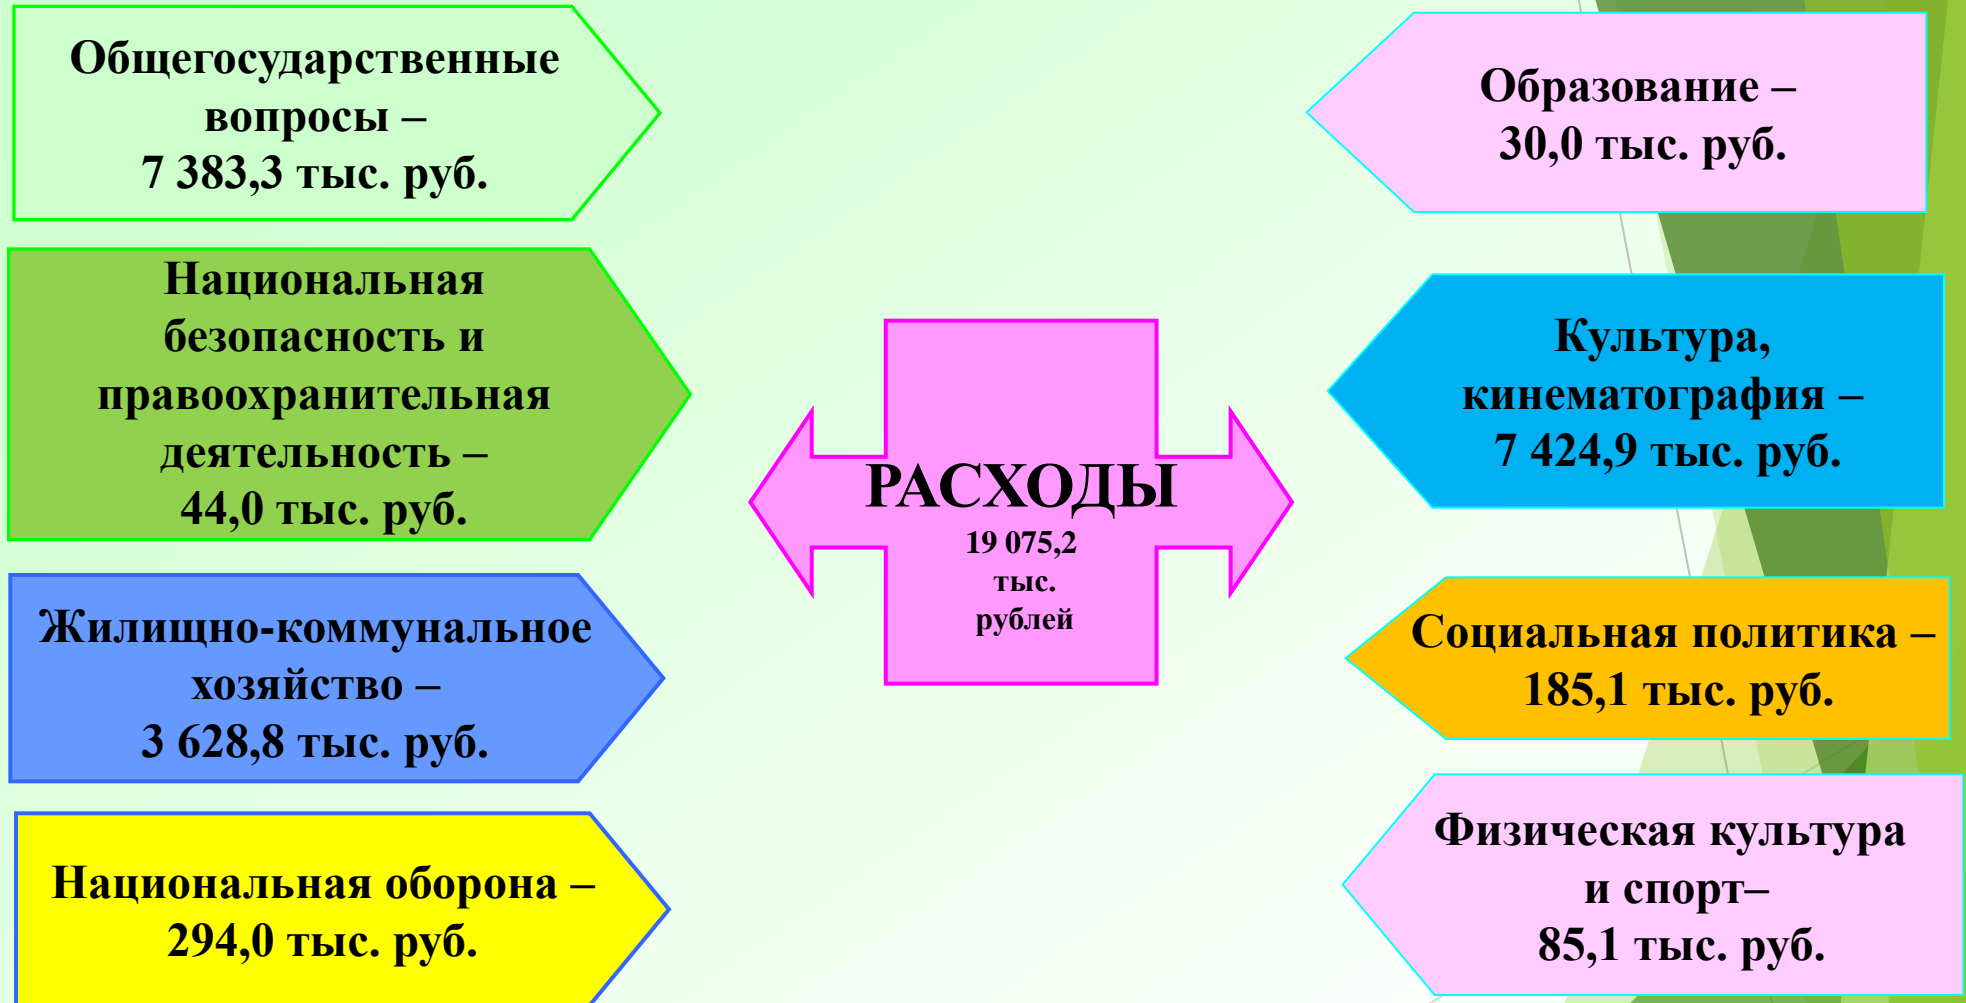 Общегосударственные
вопросы –
7 383,3 тыс. руб.
Национальная
безопасность и
правоохранительная
деятельность –
44,0 тыс. руб.
Жилищно-коммунальное
хозяйство –
3 628,8 тыс. руб.
Национальная оборона –
294,0 тыс. руб.
РАСХОДЫ
19 075,2
тыс.
рублей
Образование –
30,0 тыс. руб.
Культура,
кинематография –
7 424,9 тыс. руб.
Социальная политика –
185,1 тыс. руб.
Физическая культура
и спорт–
85,1 тыс. руб.